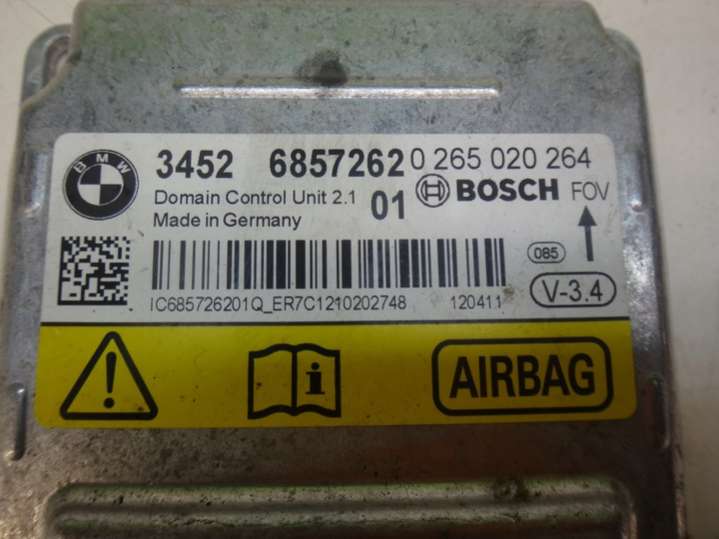 BMW
3452 6857262 0 265 020 264
Domain Control Unit 2.1 01 BOSCH FOV
Made in Germany
085
V-3.4
IC685726201Q_ER7C1210202748 120411
i AIRBAG